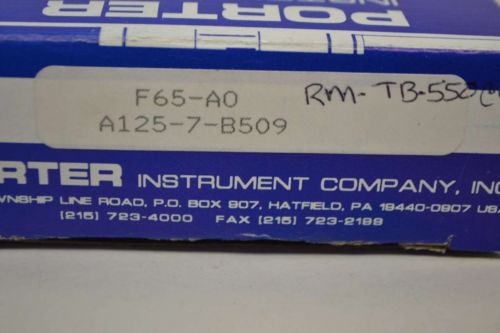 PORTER
F65-AO
RM-TB-550
A125-7-B509
RTER INSTRUMENT COMPANY, INC
WNSHIP LINE ROAD, P.O. BOX 907, HATFIELD, PA 19440-0907 USA
(215) 723-4000 FAX (215) 723-2199